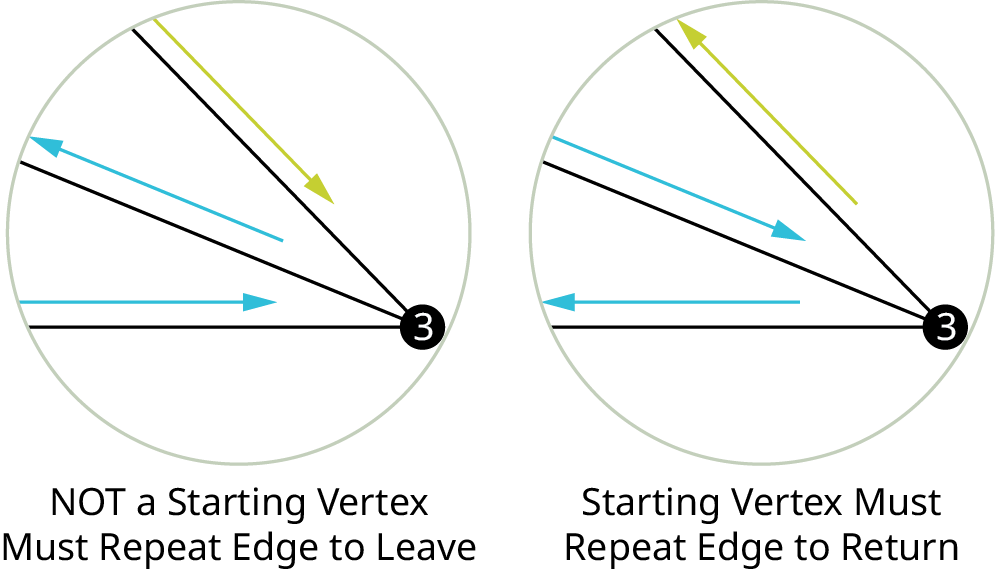 3
3
NOT a Starting Vertex
Must Repeat Edge to Leave
Starting Vertex Must
Repeat Edge to Return